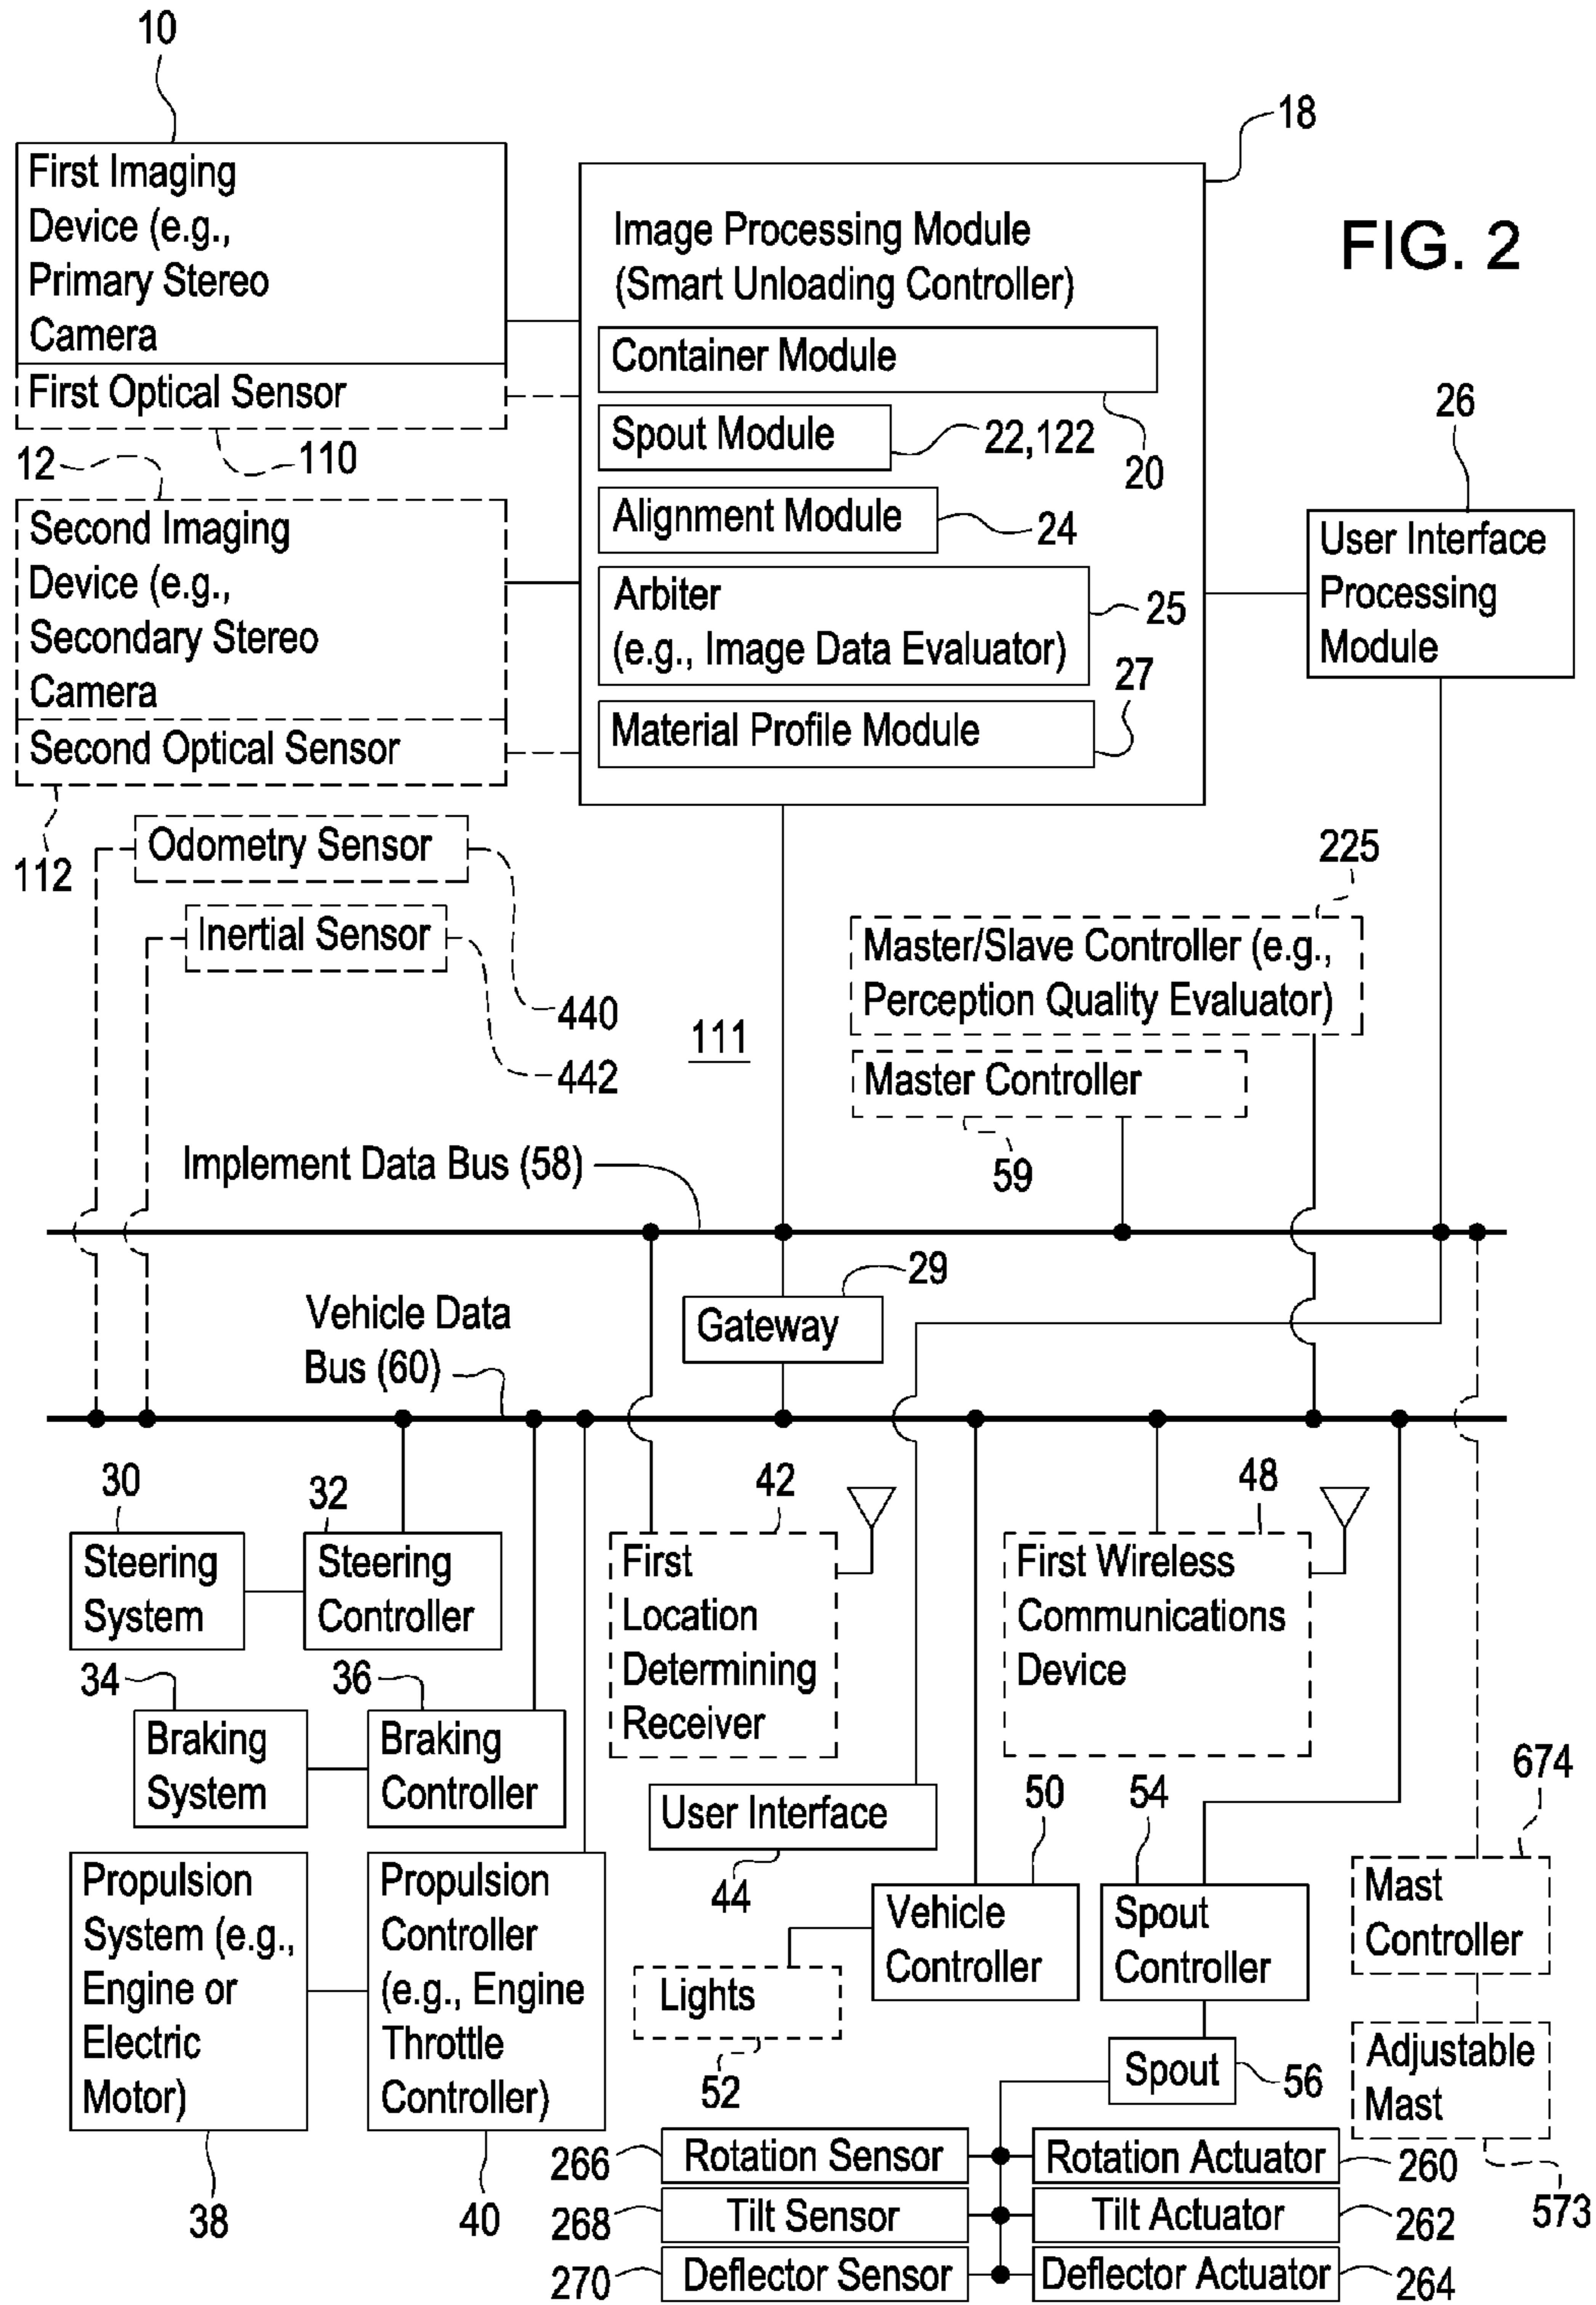 10
18
First Imaging
Device (e.g.,
Primary Stereo
Camera
First Optical Sensor
110
FIG. 2
Image Processing Module
(Smart Unloading Controller)
Container Module
20
Spout Module
22,122
Alignment Module
24
Arbiter
(e.g., Image Data Evaluator)
25
Material Profile Module
27
26
User Interface
Processing
Module
12
Second Imaging
Device (e.g.,
Secondary Stereo
Camera
Second Optical Sensor
112
Odometry Sensor
440
Inertial Sensor
442
111
225
Master/Slave Controller (e.g.,
Perception Quality Evaluator)
Master Controller
59
Implement Data Bus (58)
29
Gateway
Vehicle Data
Bus (60)
30
Steering
System
32
Steering
Controller
34
Braking
System
36
Braking
Controller
Propulsion
System (e.g.,
Engine or
Electric
Motor)
38
Propulsion
Controller
(e.g., Engine
Throttle
Controller)
40
42
First
Location
Determining
Receiver
48
First Wireless
Communications
Device
User Interface
44
50
Vehicle
Controller
Lights
52
54
Spout
Controller
Spout
56
674
Mast
Controller
Adjustable
Mast
573
266
Rotation Sensor
Rotation Actuator
260
268
Tilt Sensor
Tilt Actuator
262
270
Deflector Sensor
Deflector Actuator
264